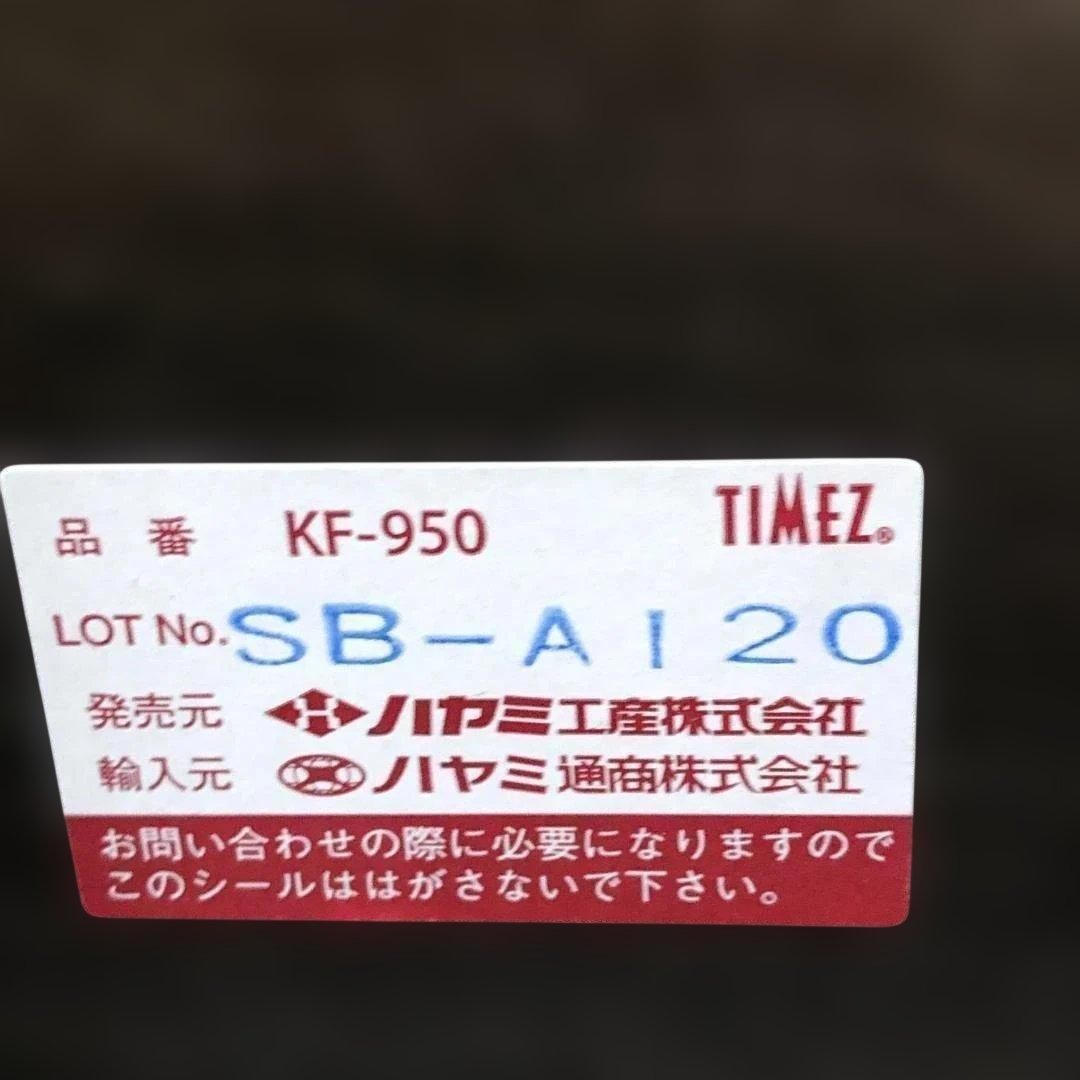 品 番 KF-950 TIMEZ®
LOT No. SB-A120
発売元 ハヤミ工産株式会社
輸入元 ハヤミ通商株式会社
お問い合わせの際に必要になりますので
このシールははがさないで下さい。